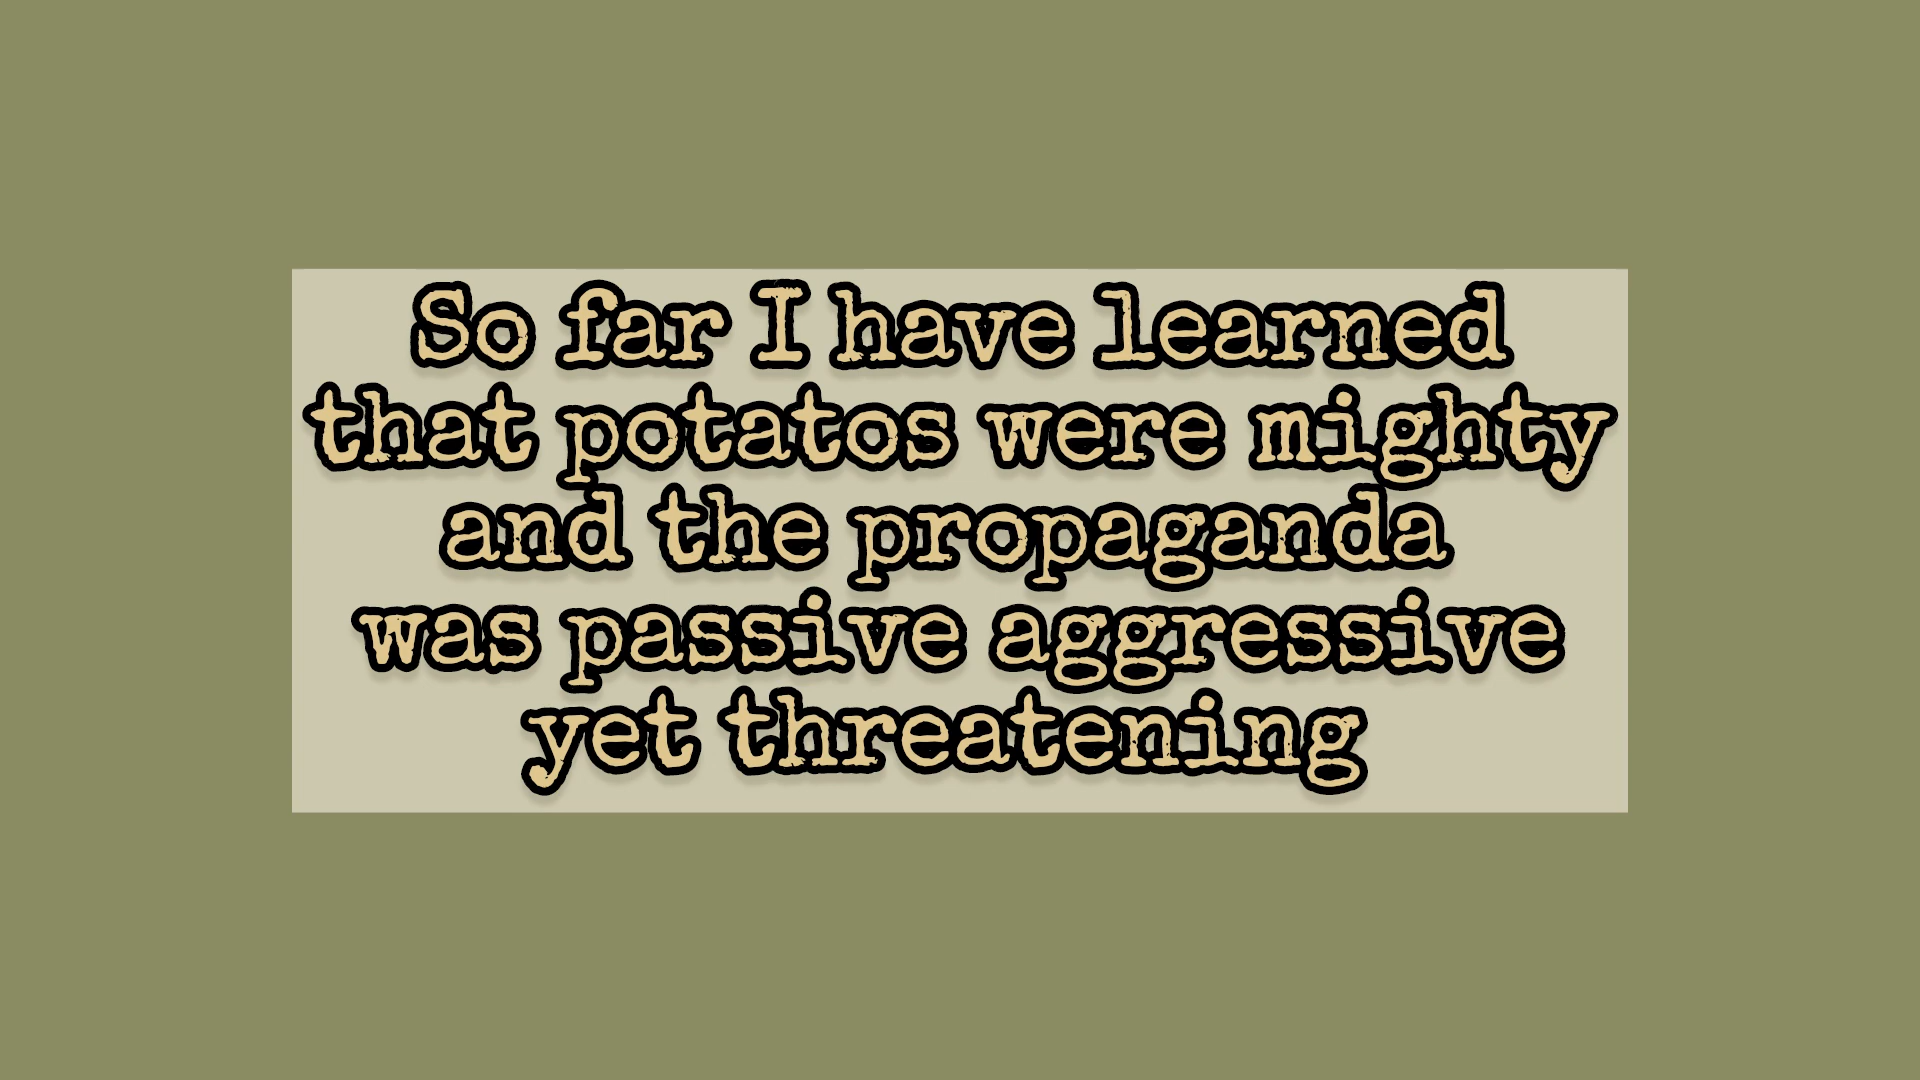 So far I have learned
that potatos were mighty
and the propaganda
was passive aggressive
yet threatening